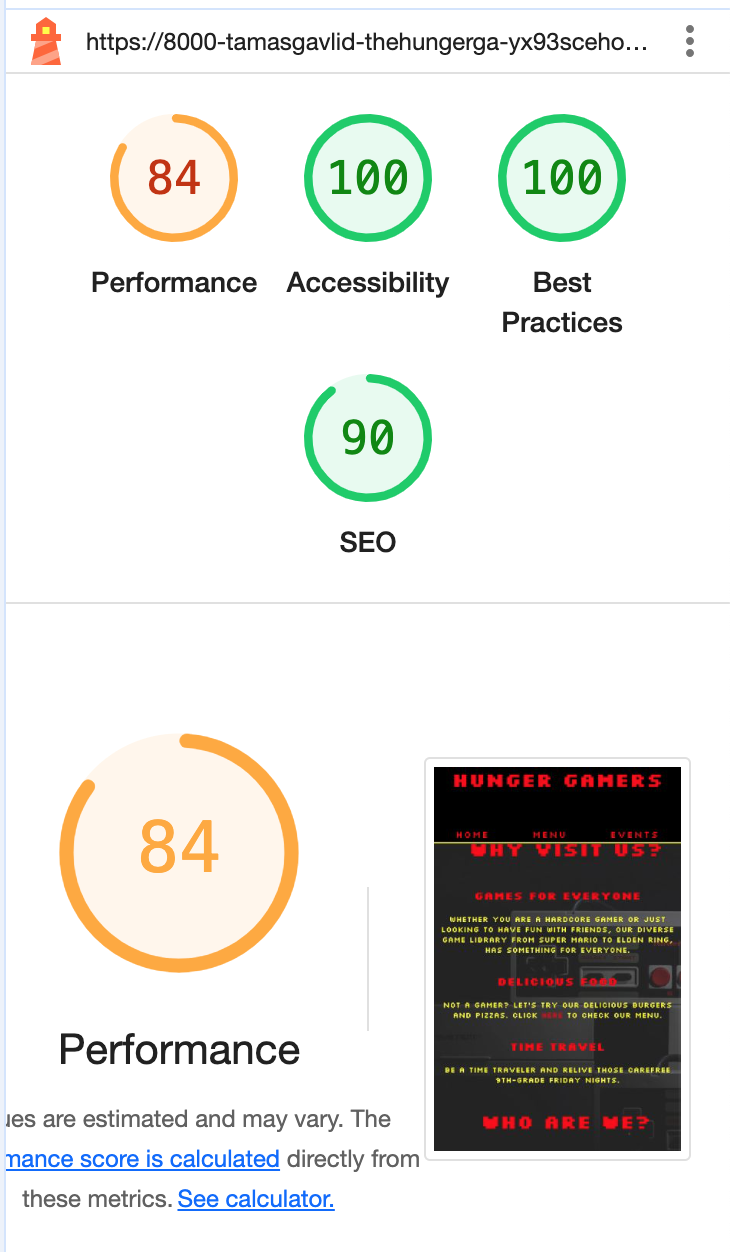 https://8000-tamasgavlid-thehungerga-yx93sceho…
84
100
100
Performance
Accessibility
Best
Practices
90
SEO
84
Performance
ues are estimated and may vary. The
mance score is calculated directly from
these metrics. See calculator.
HUNGER GAMERS
HOME MENU EVENTS
WHY VISIT US?
GAMES FOR EVERYONE
WHETHER YOU ARE A HARDCORE GAMER OR JUST
LOOKING TO HAVE FUN WITH FRIENDS, OUR DIVERSE
GAME LIBRARY FROM SUPER MARIO TO ELDEN RING,
HAS SOMETHING FOR EVERYONE.
DELICIOUS FOOD
NOT A GAMER? LET'S TRY OUR DELICIOUS BURGERS
AND PIZZAS. CLICK HERE TO CHECK OUR MENU.
TIME TRAVEL
BE A TIME TRAVELER AND RELIVE THOSE CAREFREE
9TH-GRADE FRIDAY NIGHTS.
WHO ARE WE?